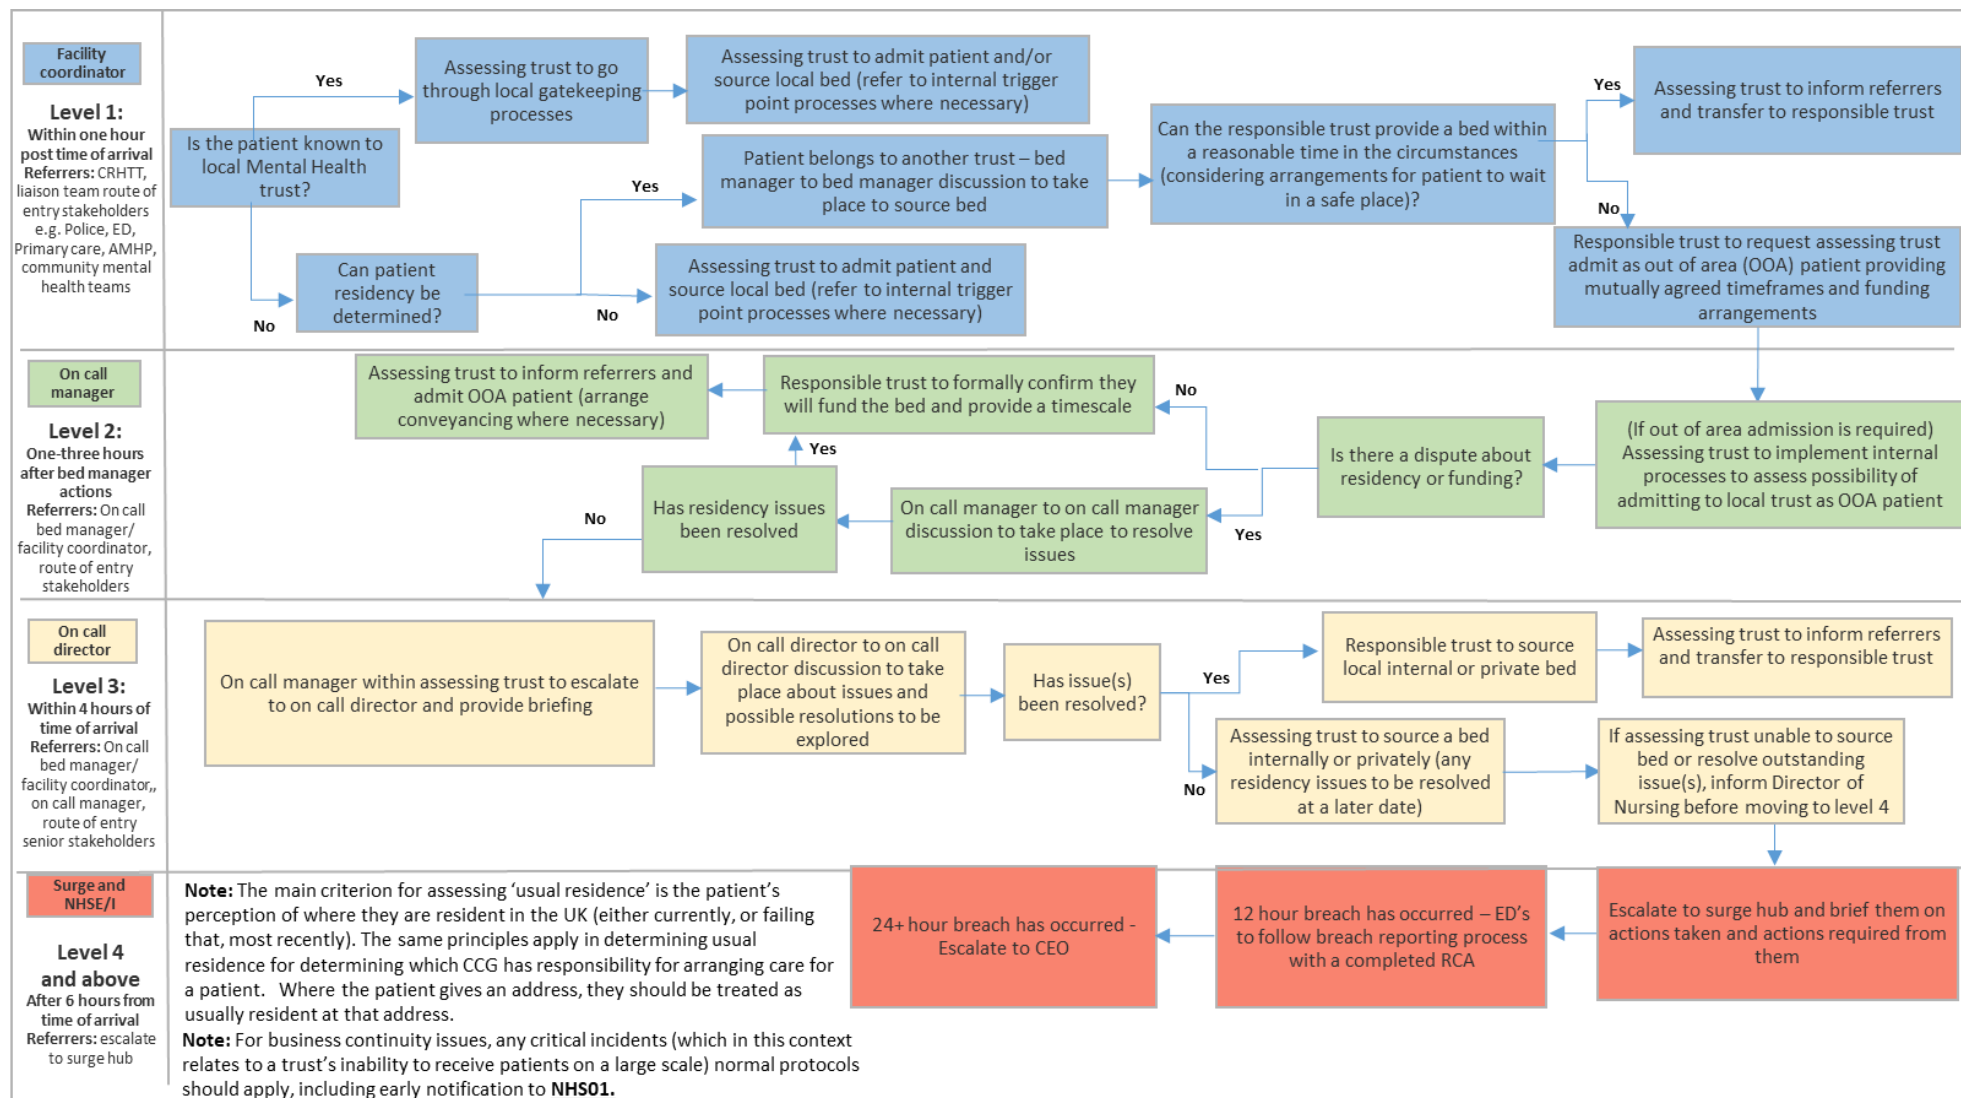 Facility
coordinator
Level 1:
Within one hour
post time of arrival
Referrers: CRHTT,
liaison team route of
entry stakeholders
e.g. Police, ED,
Primary care, AMHP,
community mental
health teams
Is the patient known to
local Mental Health
trust?
Yes
Assessing trust to go
through local gatekeeping
processes
Assessing trust to admit patient and/or
source local bed (refer to internal trigger
point processes where necessary)
No
Can patient
residency be
determined?
Yes
Patient belongs to another trust – bed
manager to bed manager discussion to take
place to source bed
No
Assessing trust to admit patient and
source local bed (refer to internal trigger
point processes where necessary)
Can the responsible trust provide a bed within
a reasonable time in the circumstances
(considering arrangements for patient to wait
in a safe place)?
Yes
Assessing trust to inform referrers
and transfer to responsible trust
No
Responsible trust to request assessing trust
admit as out of area (OOA) patient providing
mutually agreed timeframes and funding
arrangements
On call
manager
Level 2:
One-three hours
after bed manager
actions
Referrers: On call
bed manager/
facility coordinator,
route of entry
stakeholders
(If out of area admission is required)
Assessing trust to implement internal
processes to assess possibility of
admitting to local trust as OOA patient
Is there a dispute about
residency or funding?
No
Responsible trust to formally confirm they
will fund the bed and provide a timescale
Assessing trust to inform referrers and
admit OOA patient (arrange
conveyancing where necessary)
Yes
On call manager to on call manager
discussion to take place to resolve
issues
Has residency issues
been resolved
Yes
No
On call
director
Level 3:
Within 4 hours of
time of arrival
Referrers: On call
bed manager/
facility coordinator,,
on call manager,
route of entry
senior stakeholders
On call manager within assessing trust to escalate
to on call director and provide briefing
On call director to on call
director discussion to take
place about issues and
possible resolutions to be
explored
Has issue(s)
been resolved?
Yes
Responsible trust to source
local internal or private bed
Assessing trust to inform referrers
and transfer to responsible trust
No
Assessing trust to source a bed
internally or privately (any
residency issues to be resolved
at a later date)
If assessing trust unable to source
bed or resolve outstanding
issue(s), inform Director of
Nursing before moving to level 4
Surge and
NHSE/I
Level 4
and above
After 6 hours from
time of arrival
Referrers: escalate
to surge hub
Escalate to surge hub and brief them on
actions taken and actions required from
them
12 hour breach has occurred – ED's
to follow breach reporting process
with a completed RCA
24+ hour breach has occurred -
Escalate to CEO
Note: The main criterion for assessing ‘usual residence’ is the patient’s
perception of where they are resident in the UK (either currently, or failing
that, most recently). The same principles apply in determining usual
residence for determining which CCG has responsibility for arranging care for
a patient. Where the patient gives an address, they should be treated as
usually resident at that address.
Note: For business continuity issues, any critical incidents (which in this context
relates to a trust’s inability to receive patients on a large scale) normal protocols
should apply, including early notification to NHS01.